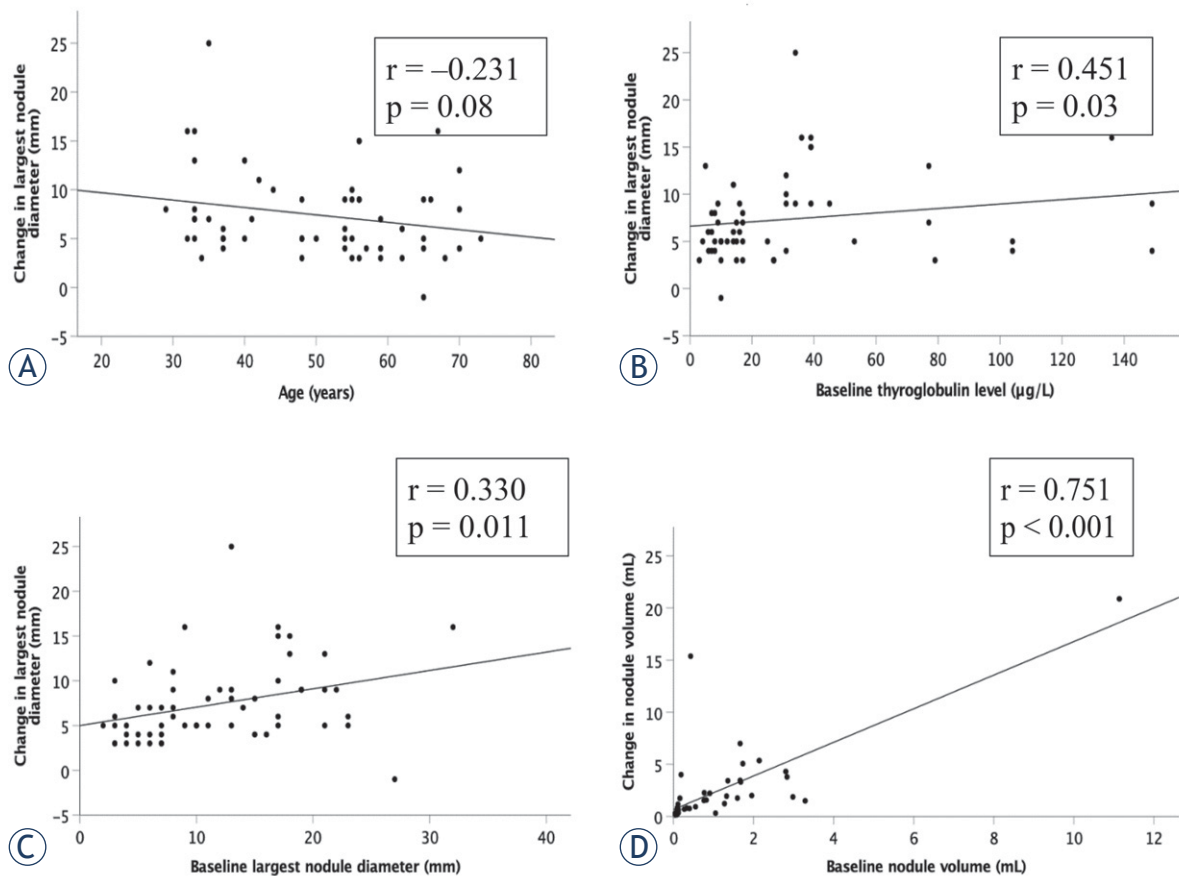 Change in largest nodule
diameter (mm)
25
20
15
10
5
0
−5
r = –0.231
p = 0.08
20 30 40 50 60 70 80
Age (years)
A
Change in largest nodule
diameter (mm)
25
20
15
10
5
0
−5
r = 0.451
p = 0.03
0 20 40 60 80 100 120 140
Baseline thyroglobulin level (µg/L)
B
Change in largest nodule
diameter (mm)
25
20
15
10
5
0
−5
r = 0.330
p = 0.011
0 10 20 30 40
Baseline largest nodule diameter (mm)
C
Change in nodule volume (mL)
25
20
15
10
5
0
r = 0.751
p < 0.001
0 2 4 6 8 10 12
Baseline nodule volume (mL)
D